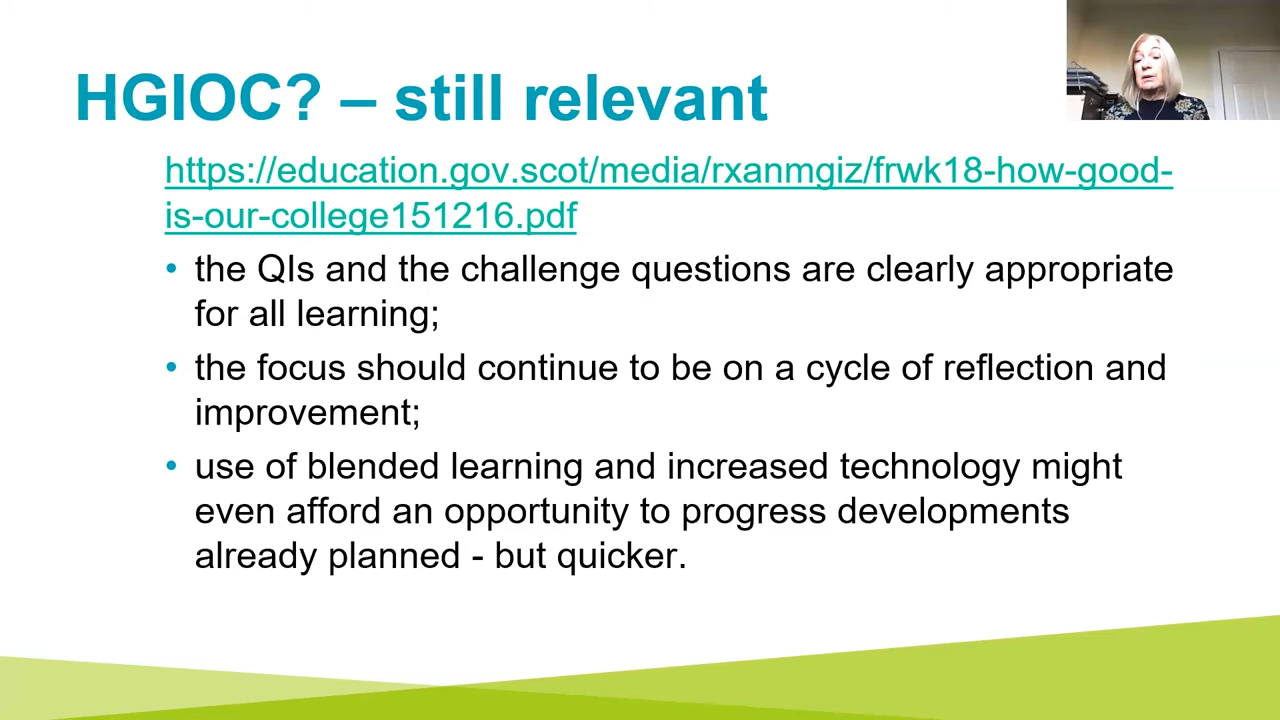 HGIOC? – still relevant
https://education.gov.scot/media/rxanmgiz/frwk18-how-good-
is-our-college151216.pdf
• the QIs and the challenge questions are clearly appropriate
for all learning;
• the focus should continue to be on a cycle of reflection and
improvement;
• use of blended learning and increased technology might
even afford an opportunity to progress developments
already planned - but quicker.